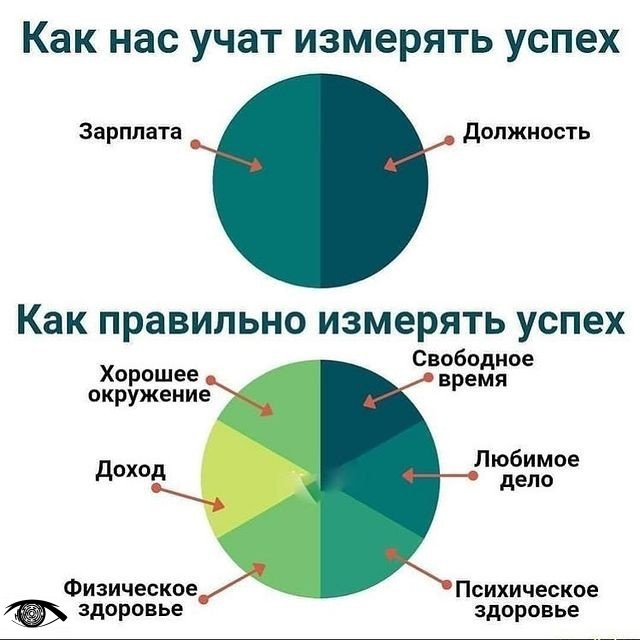 Как нас учат измерять успех
Зарплата
Должность
Как правильно измерять успех
Хорошее
окружение
Свободное
время
Доход
Любимое
дело
Физическое
здоровье
Психическое
здоровье